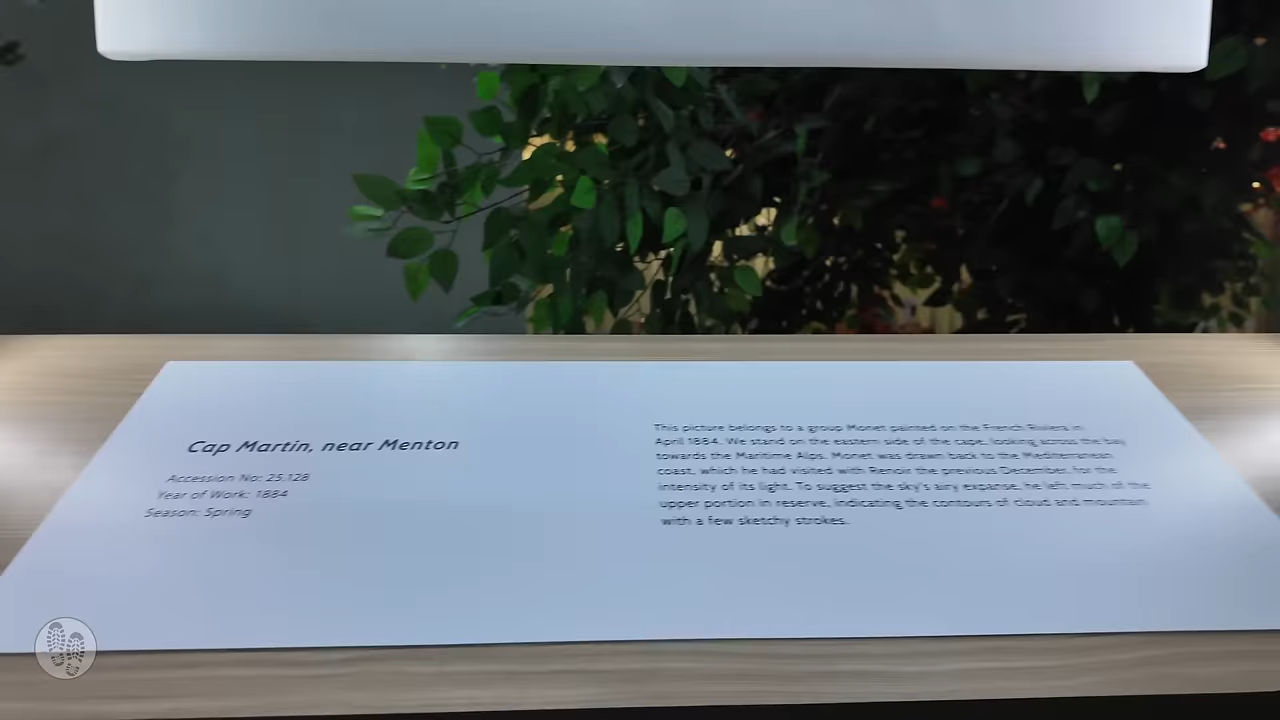 Cap Martin, near Menton
Accession No: 25.128
Year of Work: 1884
Season: Spring
This picture belongs to a group Monet painted on the French Riviera in
April 1884. We stand on the eastern side of the cape, looking across the bay
towards the Maritime Alps. Monet was drawn back to the Mediterranean
coast, which he had visited with Renoir the previous December, for the
intensity of its light. To suggest the sky's airy expanse, he left much of the
upper portion in reserve, indicating the contours of cloud and mountain
with a few sketchy strokes.